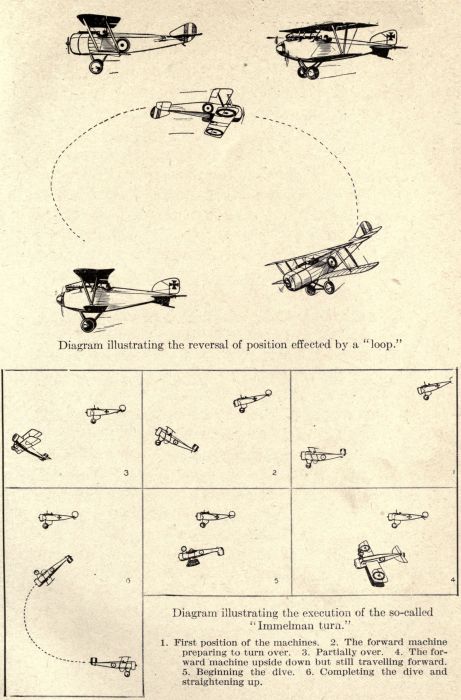 Diagram illustrating the reversal of position effected by a "loop."
3
2
1
6
5
4
Diagram illustrating the execution of the so-called
"Immelman turn."
1. First position of the machines. 2. The forward machine
preparing to turn over. 3. Partially over. 4. The for-
ward machine upside down but still travelling forward.
5. Beginning the dive. 6. Completing the dive and
straightening up.